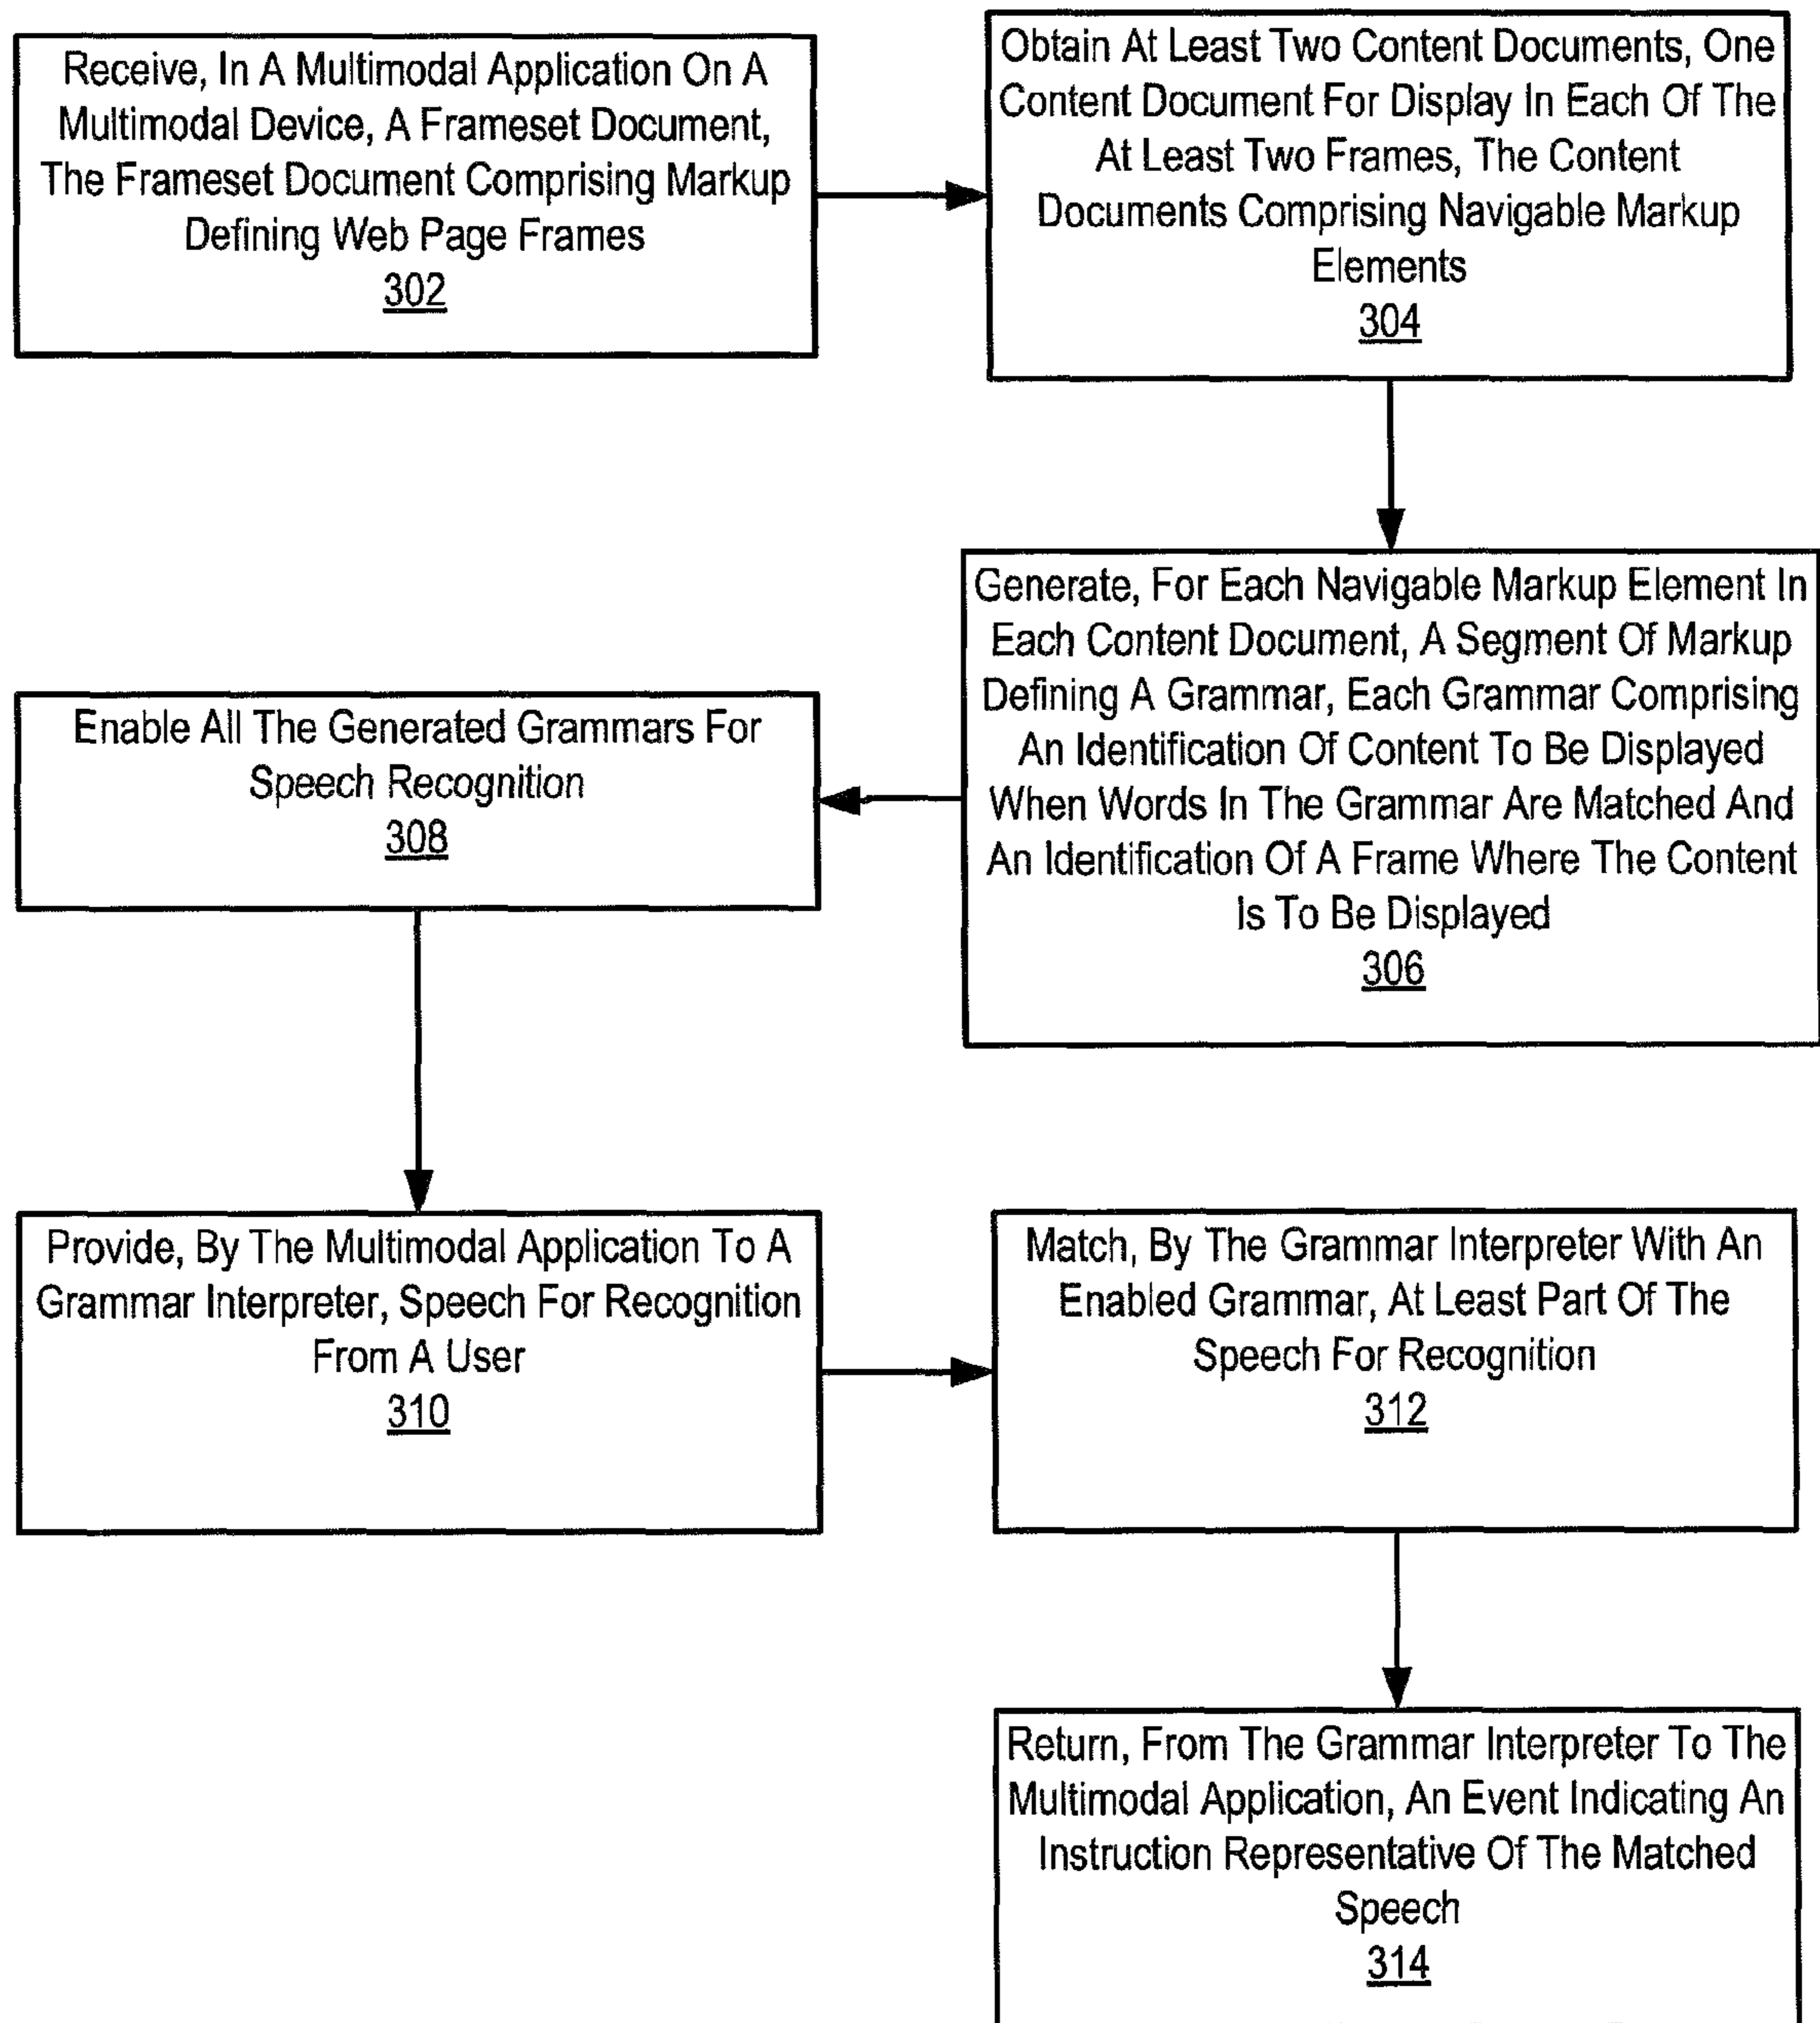 Receive, In A Multimodal Application On A
Multimodal Device, A Frameset Document,
The Frameset Document Comprising Markup
Defining Web Page Frames
302
Obtain At Least Two Content Documents, One
Content Document For Display In Each Of The
At Least Two Frames, The Content
Documents Comprising Navigable Markup
Elements
304
Generate, For Each Navigable Markup Element In
Each Content Document, A Segment Of Markup
Defining A Grammar, Each Grammar Comprising
An Identification Of Content To Be Displayed
When Words In The Grammar Are Matched And
An Identification Of A Frame Where The Content
Is To Be Displayed
306
Enable All The Generated Grammars For
Speech Recognition
308
Provide, By The Multimodal Application To A
Grammar Interpreter, Speech For Recognition
From A User
310
Match, By The Grammar Interpreter With An
Enabled Grammar, At Least Part Of The
Speech For Recognition
312
Return, From The Grammar Interpreter To The
Multimodal Application, An Event Indicating An
Instruction Representative Of The Matched
Speech
314